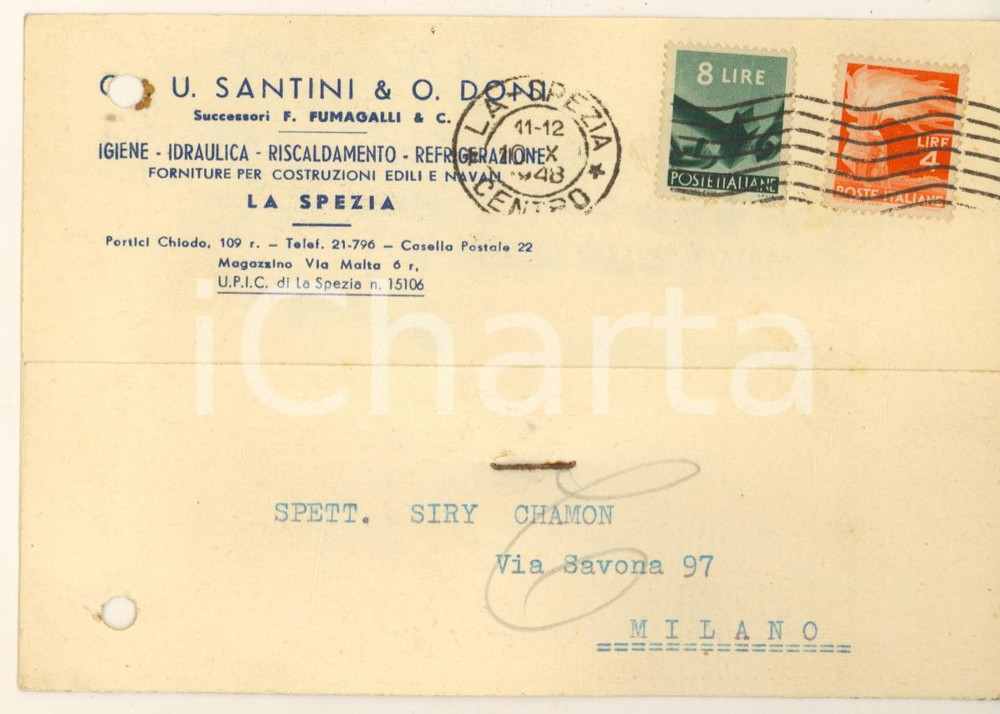 U. SANTINI & O. DONI
Successori F. FUMAGALLI & C.
IGIENE - IDRAULICA - RISCALDAMENTO - REFRIGERAZIONE
FORNITURE PER COSTRUZIONI EDILI E NAVALI
LA SPEZIA
Portici Chiodo, 109 r. - Telef. 21-796 - Casella Postale 22
Magazzino Via Malta 6 r,
U.P.I.C. di La Spezia n. 15106
LA SPEZIA
11-12
10 X
1948
CENTRO
8 LIRE
POSTE ITALIANE
LIRE
4
POSTE ITALIANE
iCharta
SPETT. SIRY CHAMON
Via Savona 97
MILANO